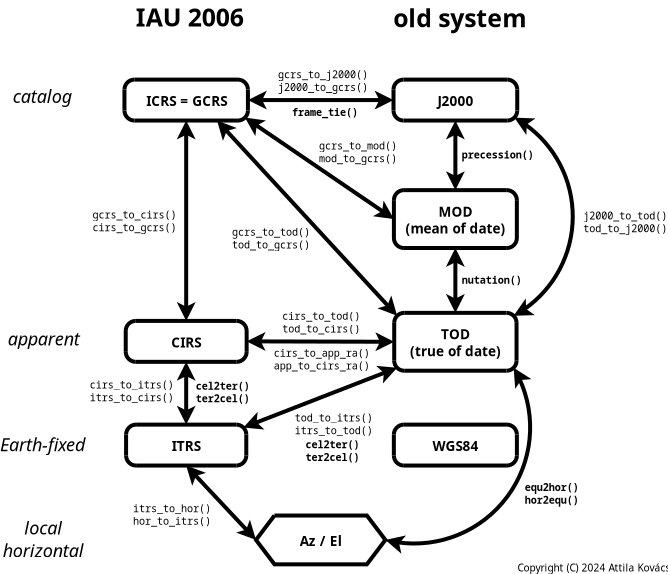 IAU 2006
old system
catalog
ICRS = GCRS
gcrs_to_j2000()
j2000_to_gcrs()
frame_tie()
J2000
gcrs_to_mod()
mod_to_gcrs()
precession()
MOD
(mean of date)
gcrs_to_cirs()
cirs_to_gcrs()
gcrs_to_tod()
tod_to_gcrs()
j2000_to_tod()
tod_to_j2000()
nutation()
apparent
CIRS
cirs_to_tod()
tod_to_cirs()
cirs_to_app_ra()
app_to_cirs_ra()
TOD
(true of date)
cirs_to_itrs()
itrs_to_cirs()
cel2ter()
ter2cel()
Earth-fixed
ITRS
tod_to_itrs()
itrs_to_tod()
cel2ter()
ter2cel()
WGS84
equ2hor()
hor2equ()
itrs_to_hor()
hor_to_itrs()
local
horizontal
Az / El
Copyright (C) 2024 Attila Kovács